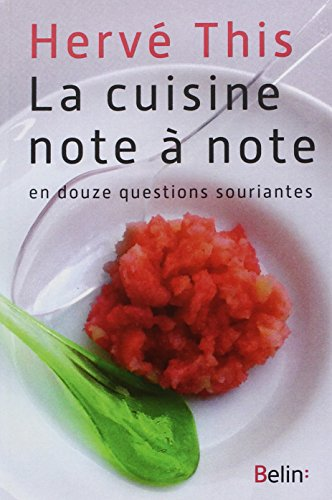 Hervé This
La cuisine
note à note
en douze questions souriantes
Belin: